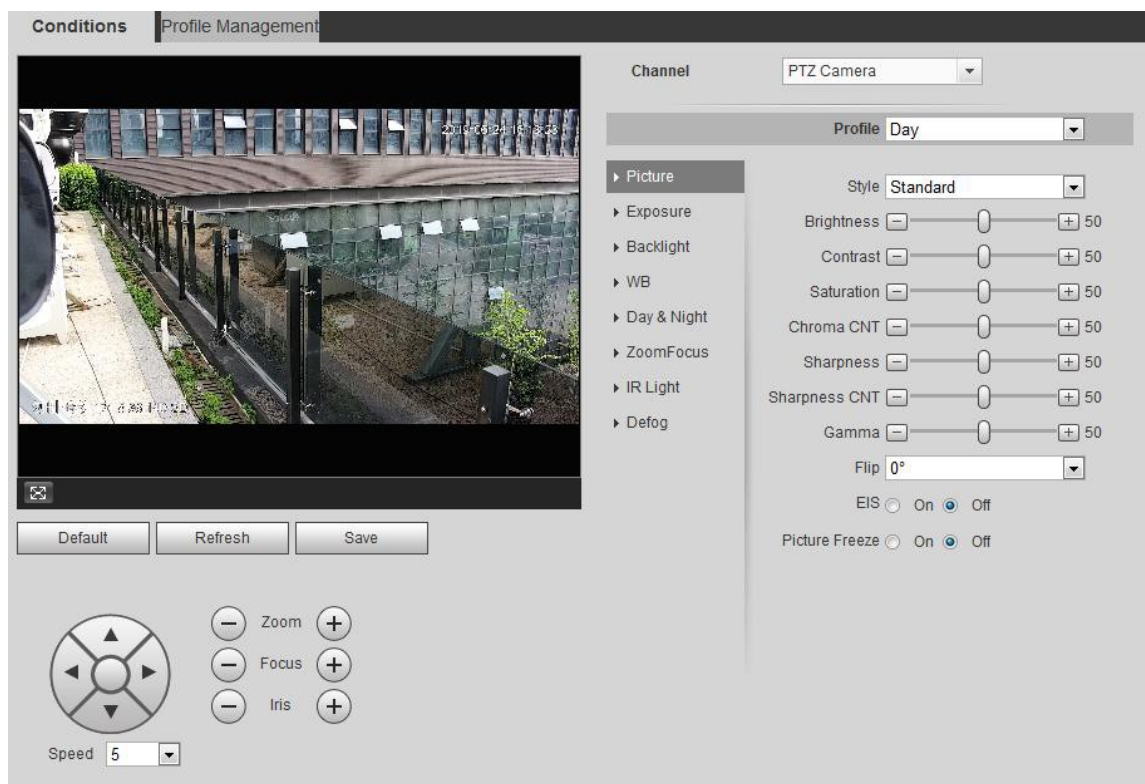 Conditions
Profile Management
Channel
PTZ Camera
Profile
Day
Picture
Exposure
Backlight
WB
Day & Night
ZoomFocus
IR Light
Defog
Style
Standard
Brightness
50
Contrast
50
Saturation
50
Chroma CNT
50
Sharpness
50
Sharpness CNT
50
Gamma
50
Flip
0°
EIS
On
Off
Picture Freeze
On
Off
Default
Refresh
Save
Zoom
Focus
Iris
Speed
5